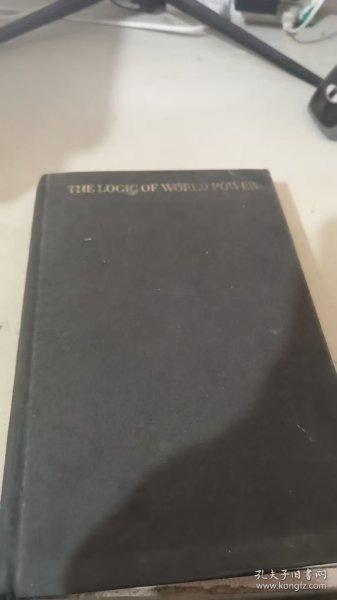 THE LOGIC OF WORLD POWER
孔夫子旧书网
www.kongfz.com